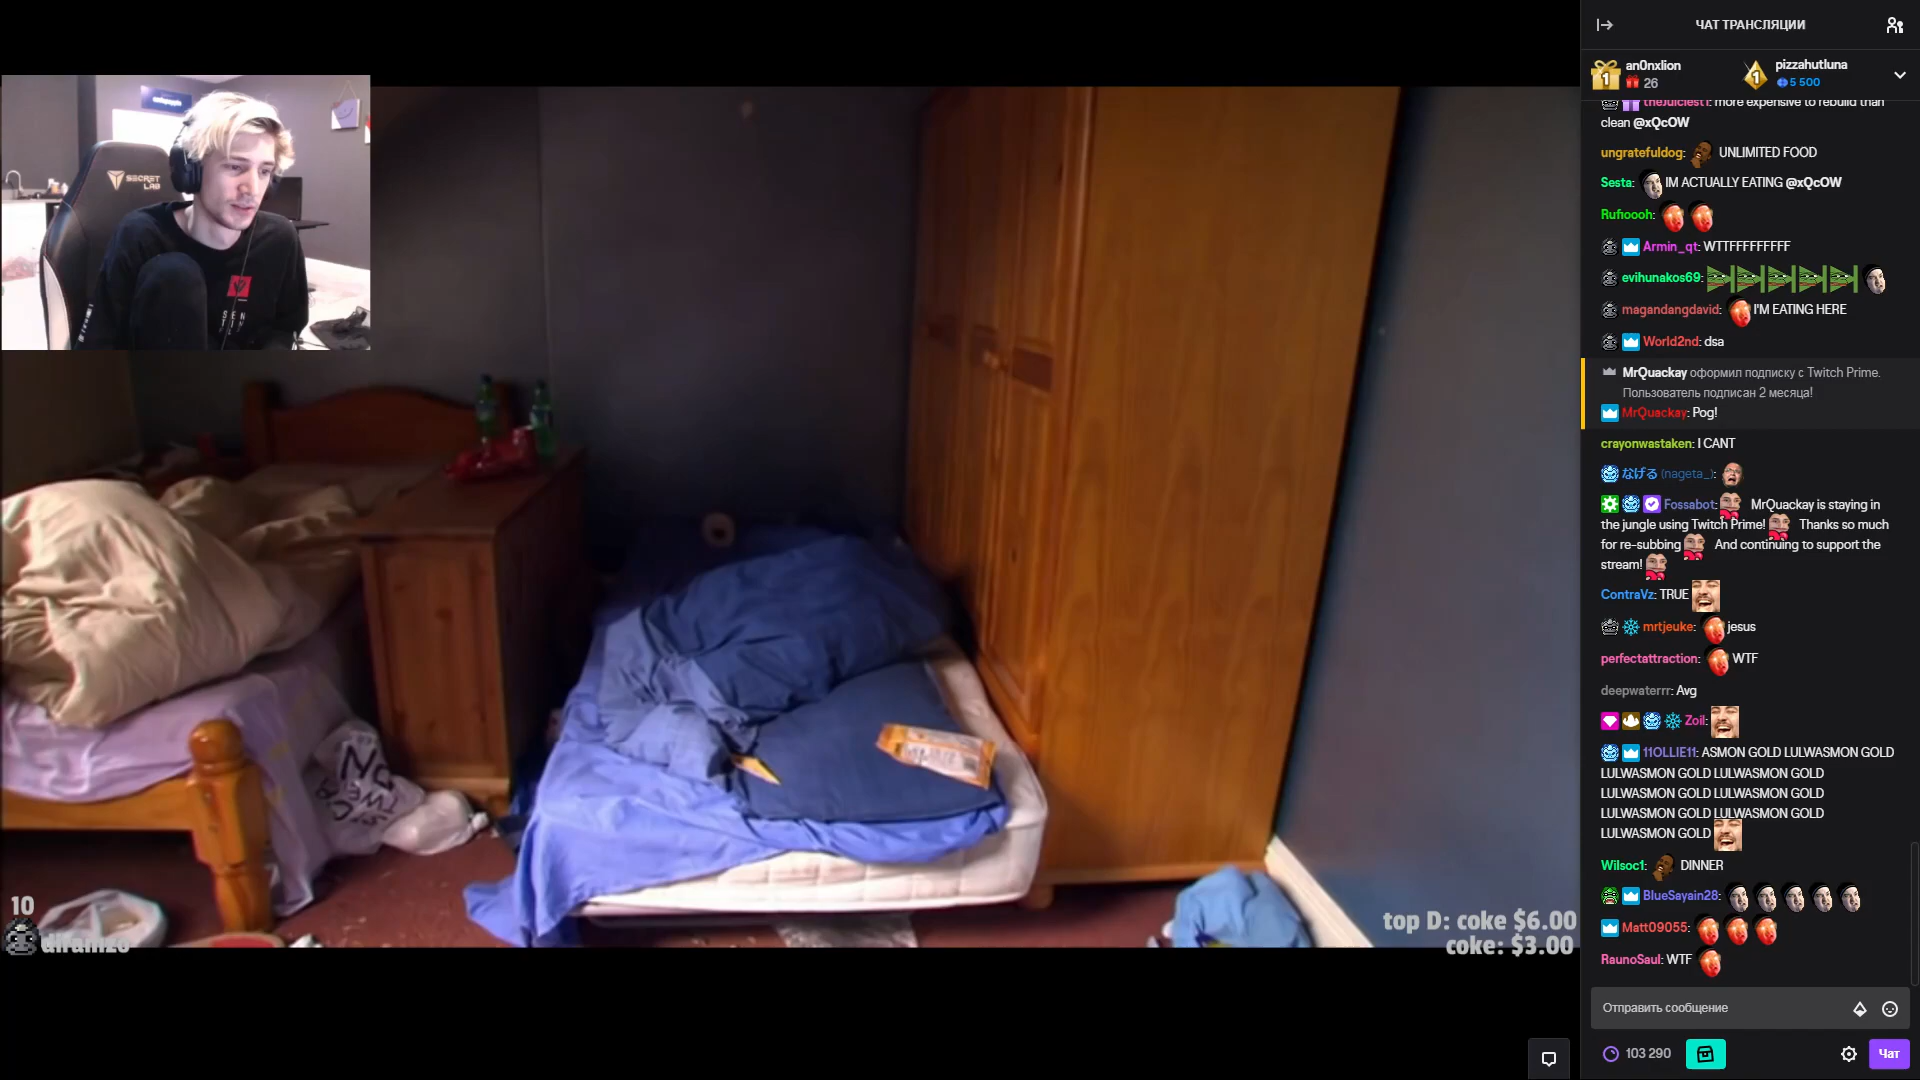 ЧАТ ТРАНСЛЯЦИИ
an0nxlion
26
pizzahutluna
5 500
theJuiciest1: more expensive to rebuild than
clean @xQcOW
ungratefuldog: UNLIMITED FOOD
Sesta: IM ACTUALLY EATING @xQcOW
Rufioooh:
Armin_qt: WTTFFFFFFFFF
evihunakos69:
magandangdavid: I'M EATING HERE
World2nd: dsa
MrQuackay оформил подписку с Twitch Prime.
Пользователь подписан 2 месяца!
MrQuackay: Pog!
crayonwastaken: I CANT
なげる (nageta_):
Fossabot: MrQuackay is staying in
the jungle using Twitch Prime! Thanks so much
for re-subbing And continuing to support the
stream!
ContraVz: TRUE
mrtjeuke: jesus
perfectattraction: WTF
deepwaterrr: Avg
Zoil:
11OLLIE11: ASMON GOLD LULWASMON GOLD
LULWASMON GOLD LULWASMON GOLD
LULWASMON GOLD LULWASMON GOLD
LULWASMON GOLD LULWASMON GOLD
LULWASMON GOLD
Wilsoc1: DINNER
BlueSayain28:
Matt09055:
RaunoSaul: WTF
Отправить сообщение
103 290
Чат
SECRET
LAB
10
top D: coke $6.00
coke: $3.00